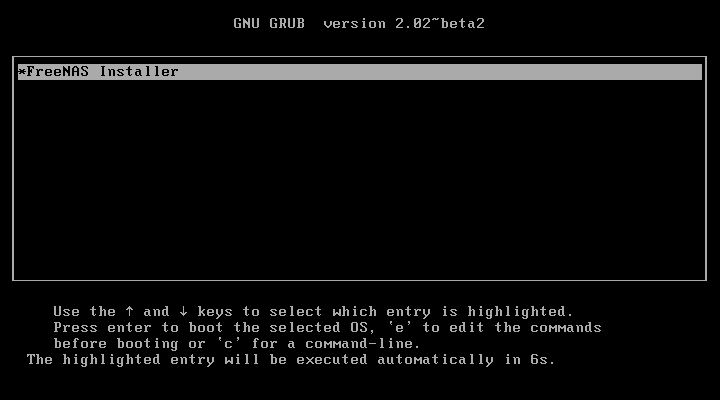 GNU GRUB  version 2.02~beta2
*FreeNAS Installer
Use the ↑ and ↓ keys to select which entry is highlighted.
Press enter to boot the selected OS, `e' to edit the commands
before booting or `c' for a command-line.
The highlighted entry will be executed automatically in 6s.